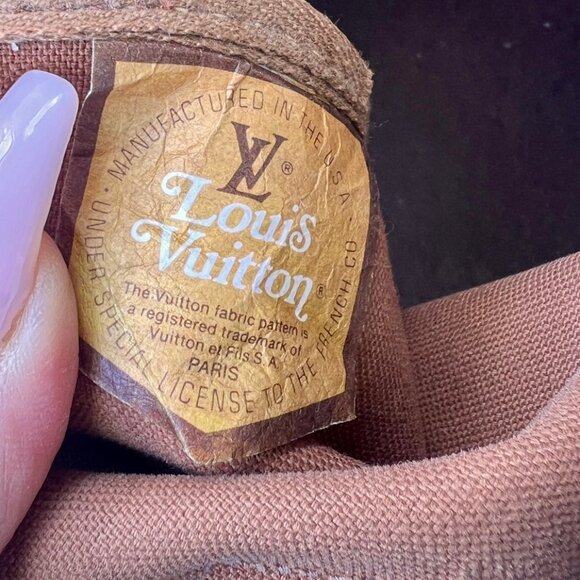 · MANUFACTURED IN THE U.S.A. ·
UNDER SPECIAL LICENSE TO THE FRENCH CO
LV®
Louis
Vuitton®
The Vuitton fabric pattern is
a registered trademark of
Vuitton et Fils S.A.
PARIS